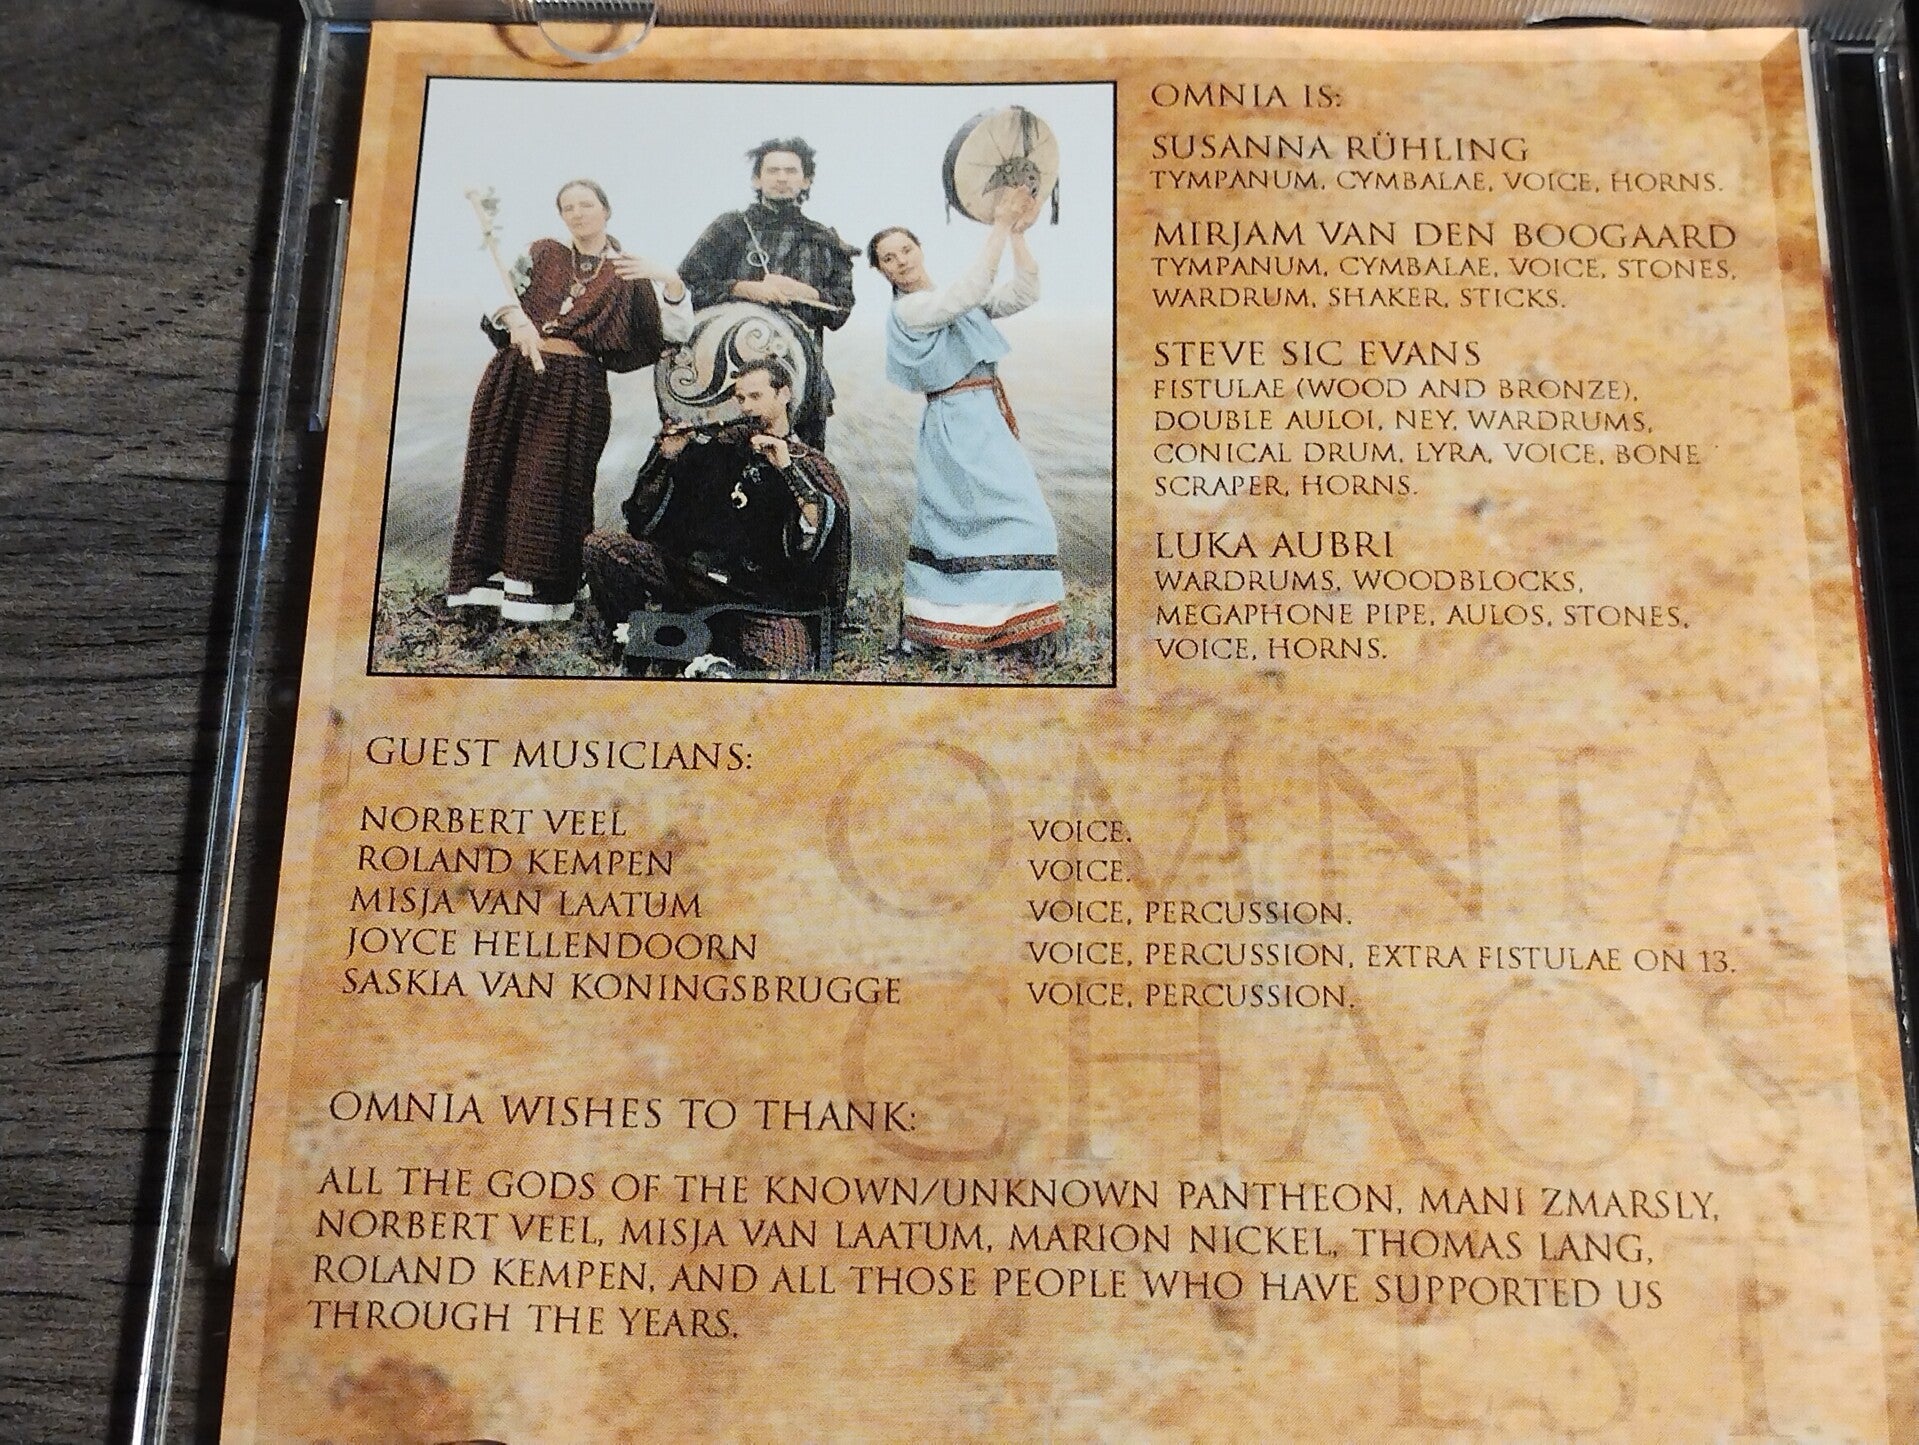 OMNIA IS:
SUSANNA RÜHLING
TYMPANUM, CYMBALAE, VOICE, HORNS.
MIRJAM VAN DEN BOOGAARD
TYMPANUM, CYMBALAE, VOICE, STONES,
WARDRUM, SHAKER, STICKS.
STEVE SIC EVANS
FISTULAE (WOOD AND BRONZE),
DOUBLE AULOI, NEY, WARDRUMS,
CONICAL DRUM, LYRA, VOICE, BONE
SCRAPER, HORNS.
LUKA AUBRI
WARDRUMS, WOODBLOCKS,
MEGAPHONE PIPE, AULOS, STONES,
VOICE, HORNS.
GUEST MUSICIANS:
NORBERT VEEL VOICE.
ROLAND KEMPEN VOICE.
MISJA VAN LAATUM VOICE, PERCUSSION.
JOYCE HELLENDOORN VOICE, PERCUSSION, EXTRA FISTULAE ON 13.
SASKIA VAN KONINGSBRUGGE VOICE, PERCUSSION.
OMNIA WISHES TO THANK:
ALL THE GODS OF THE KNOWN/UNKNOWN PANTHEON, MANI ZMARSLY,
NORBERT VEEL, MISJA VAN LAATUM, MARION NICKEL, THOMAS LANG,
ROLAND KEMPEN, AND ALL THOSE PEOPLE WHO HAVE SUPPORTED US
THROUGH THE YEARS.
OMNIA
CHAOS
EST